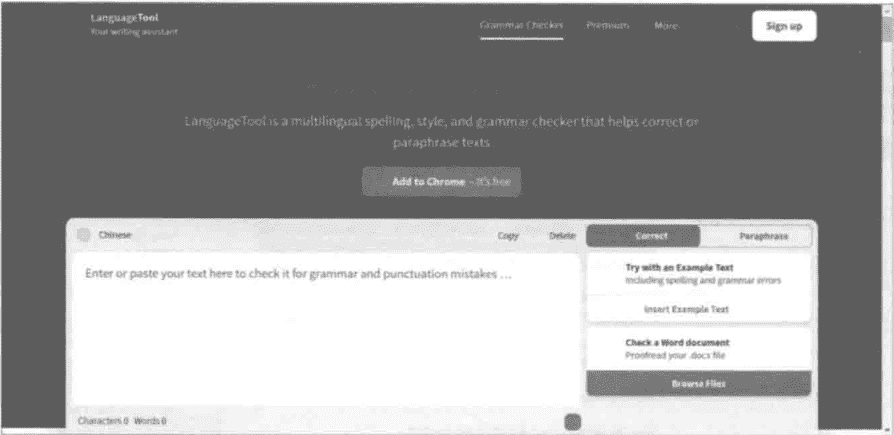 LanguageTool
Your writing assistant
Grammar Checker Premium More
Sign up
LanguageTool is a multilingual spelling, style, and grammar checker that helps correct or
paraphrase texts
Add to Chrome – It's free
Chinese Copy Delete
Correct Paraphrase
Enter or paste your text here to check it for grammar and punctuation mistakes …
Try with an Example Text
Including spelling and grammar errors
Insert Example Text
Check a Word document
Proofread your .docx file
Browse Files
Characters 0 Words 0